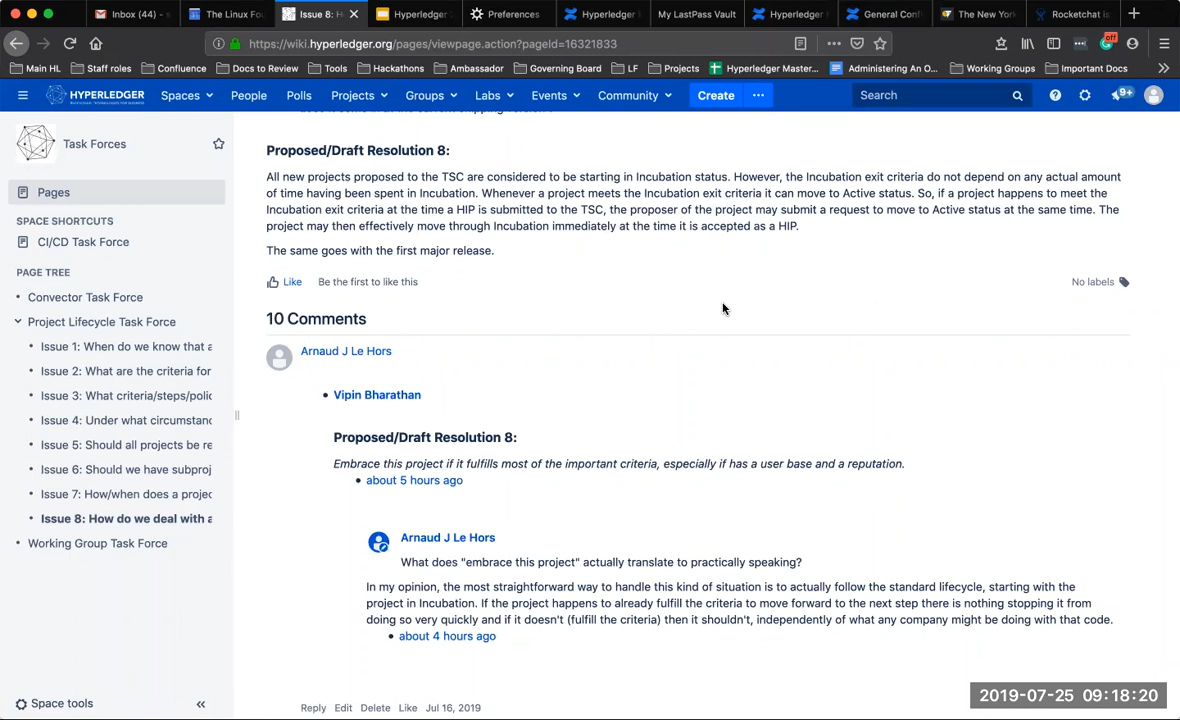 Inbox (44) –
The Linux Fou
Issue 8: H
Hyperledger
Preferences
Hyperledger
My LastPass Vault
Hyperledger
General Conf
The New York
Rocketchat is
https://wiki.hyperledger.org/pages/viewpage.action?pageId=16321833
off
Main HL
Staff roles
Confluence
Docs to Review
Tools
Hackathons
Ambassador
Governing Board
LF
Projects
Hyperledger Master...
Administering An O...
Working Groups
Important Docs
HYPERLEDGER
Spaces
People
Polls
Projects
Groups
Labs
Events
Community
Create
Search
9+
Task Forces
Pages
SPACE SHORTCUTS
CI/CD Task Force
PAGE TREE
Convector Task Force
Project Lifecycle Task Force
Issue 1: When do we know that a
Issue 2: What are the criteria for
Issue 3: What criteria/steps/poli
Issue 4: Under what circumstanc
Issue 5: Should all projects be re
Issue 6: Should we have subproj
Issue 7: How/when does a projec
Issue 8: How do we deal with a
Working Group Task Force
Space tools
Proposed/Draft Resolution 8:
All new projects proposed to the TSC are considered to be starting in Incubation status. However, the Incubation exit criteria do not depend on any actual amount
of time having been spent in Incubation. Whenever a project meets the Incubation exit criteria it can move to Active status. So, if a project happens to meet the
Incubation exit criteria at the time a HIP is submitted to the TSC, the proposer of the project may submit a request to move to Active status at the same time. The
project may then effectively move through Incubation immediately at the time it is accepted as a HIP.
The same goes with the first major release.
Like
Be the first to like this
No labels
10 Comments
Arnaud J Le Hors
Vipin Bharathan
Proposed/Draft Resolution 8:
Embrace this project if it fulfills most of the important criteria, especially if has a user base and a reputation.
about 5 hours ago
Arnaud J Le Hors
What does "embrace this project" actually translate to practically speaking?
In my opinion, the most straightforward way to handle this kind of situation is to actually follow the standard lifecycle, starting with the
project in Incubation. If the project happens to already fulfill the criteria to move forward to the next step there is nothing stopping it from
doing so very quickly and if it doesn't (fulfill the criteria) then it shouldn't, independently of what any company might be doing with that code.
about 4 hours ago
Reply Edit Delete Like Jul 16, 2019
2019-07-25 09:18:20